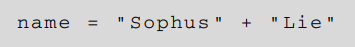 name = "Sophus" + "Lie"